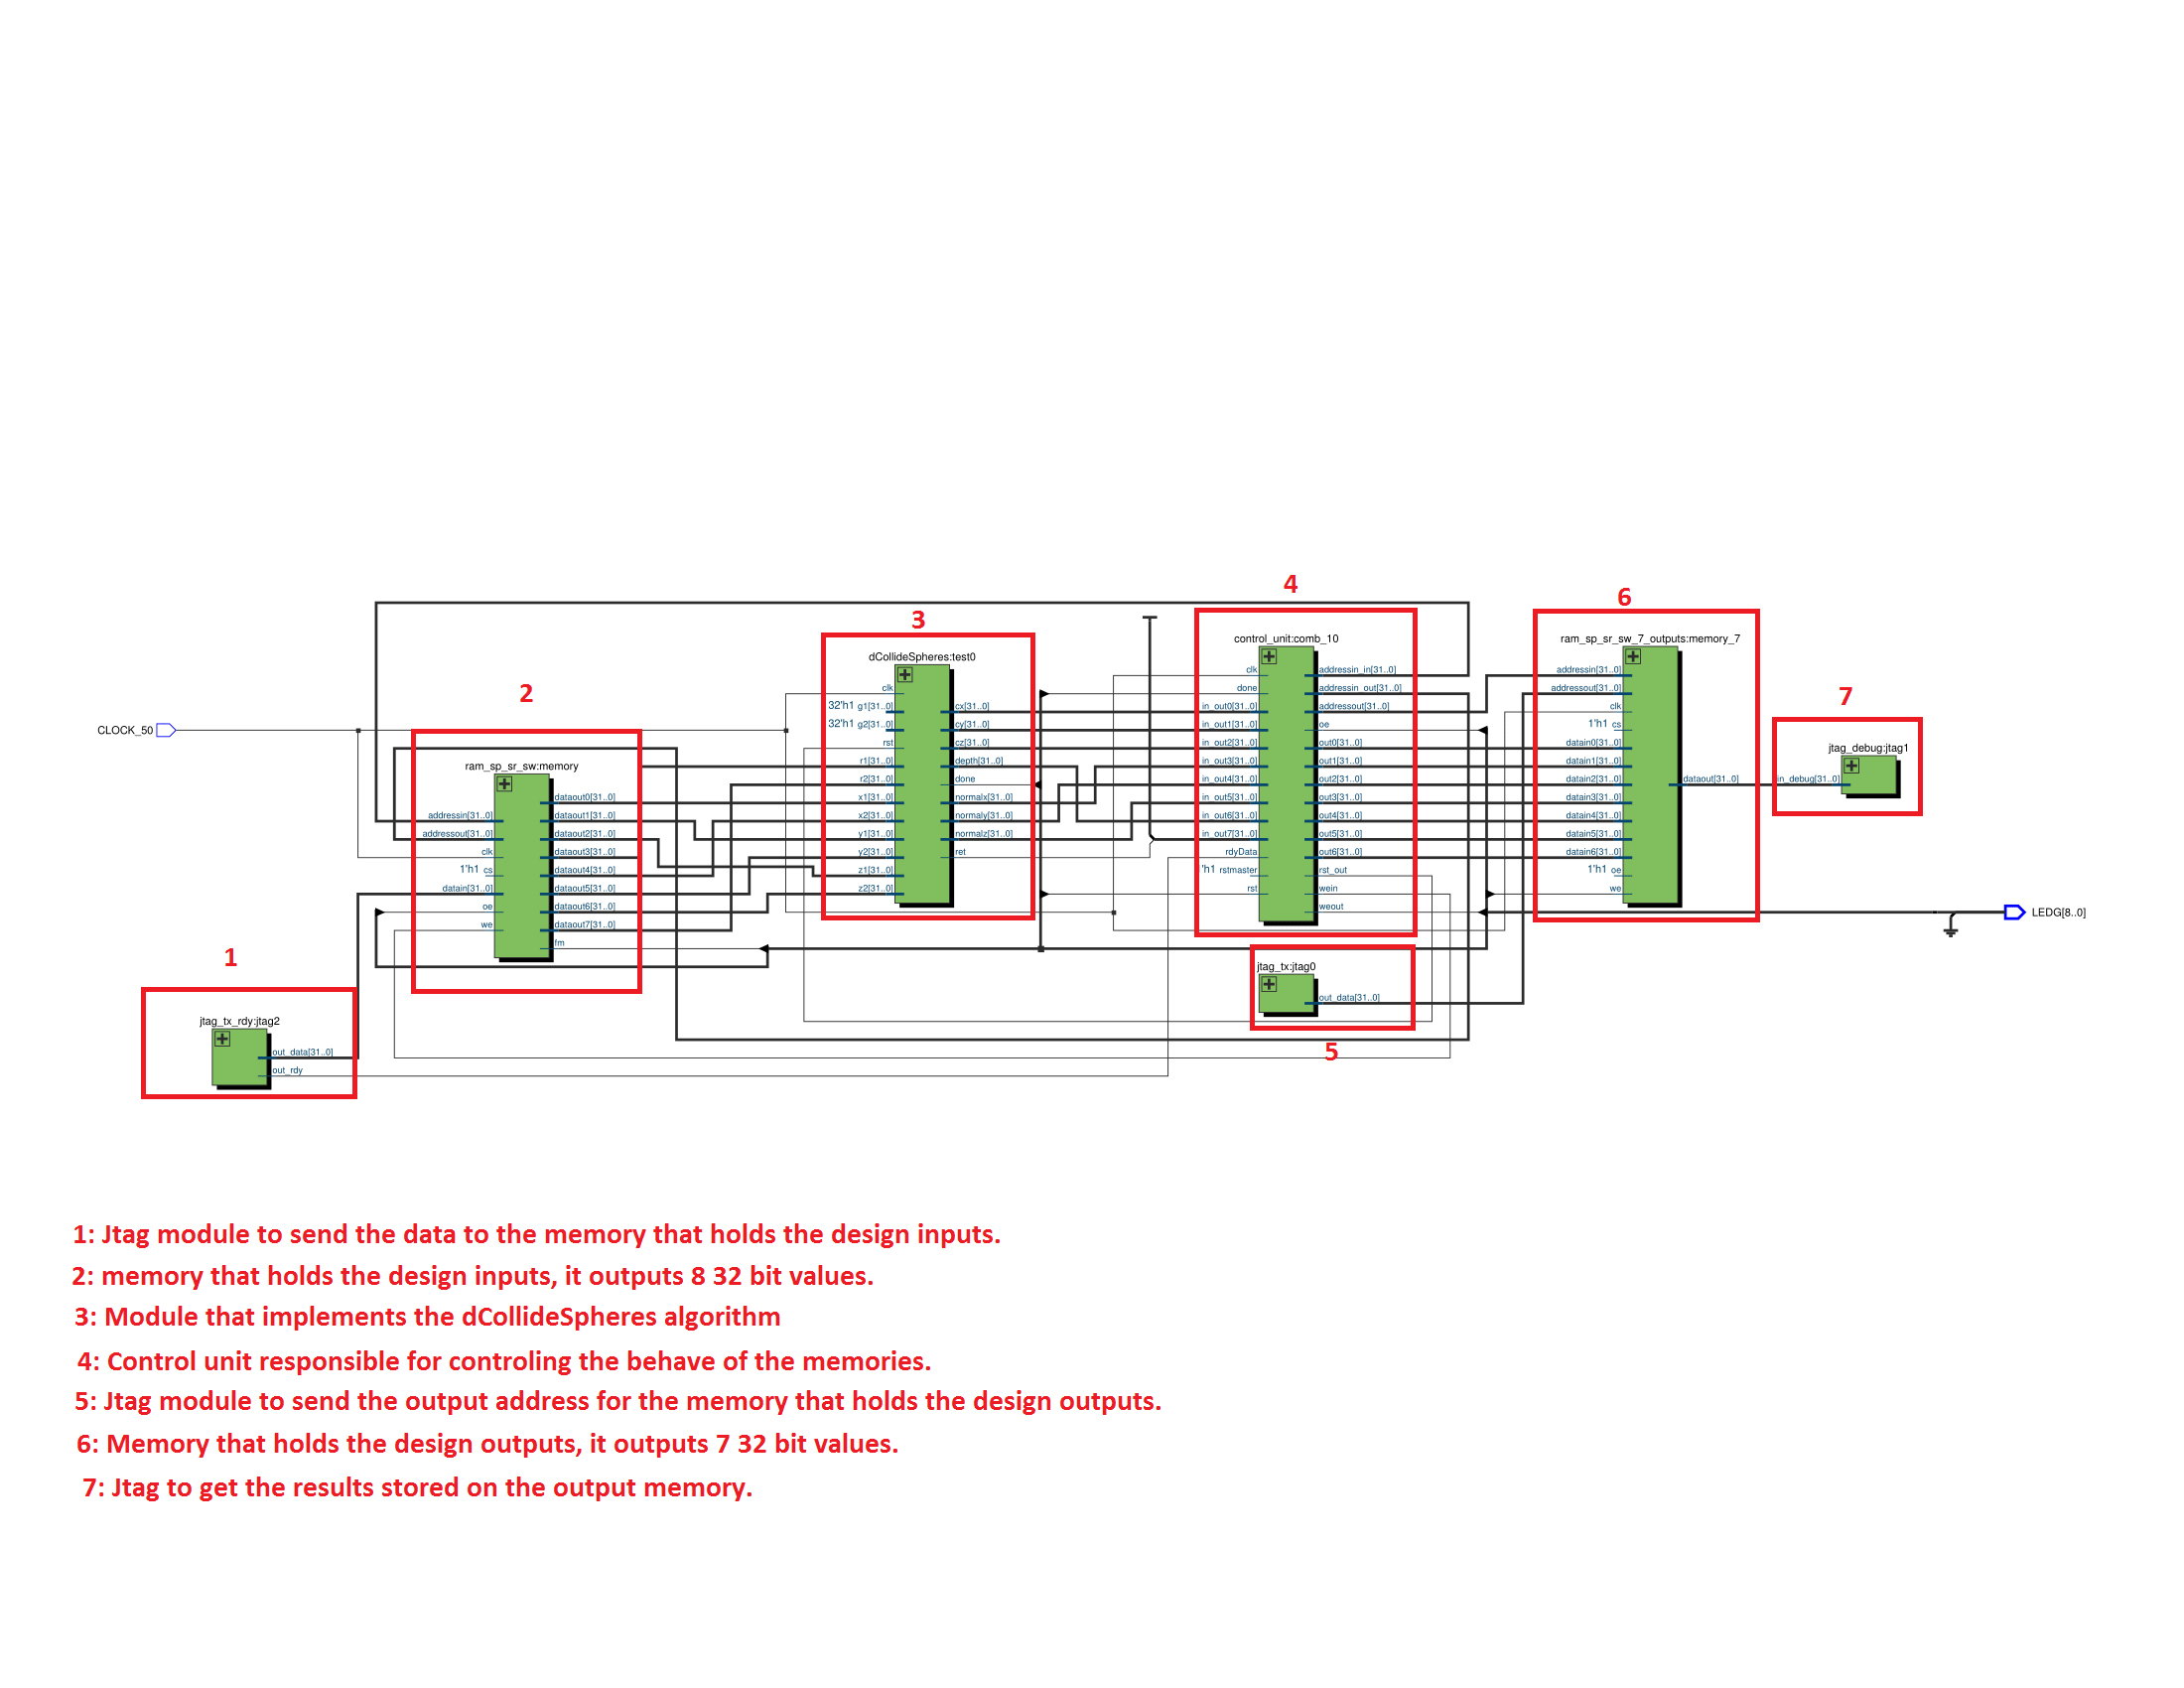 4
6
3
control_unit:comb_10
ram_sp_sr_sw_7_outputs:memory_7
dCollideSpheres:test0
clk
addressin_in[31..0]
addressin[31..0]
2
clk
done
addressin_out[31..0]
addressout[31..0]
7
32'h1 g1[31..0]
cx[31..0]
in_out0[31..0]
addressout[31..0]
clk
CLOCK_50
32'h1 g2[31..0]
cy[31..0]
in_out1[31..0]
oe
1'h1 cs
rst
cz[31..0]
in_out2[31..0]
out0[31..0]
datain0[31..0]
jtag_debug:jtag1
ram_sp_sr_sw:memory
r1[31..0]
depth[31..0]
in_out3[31..0]
out1[31..0]
datain1[31..0]
r2[31..0]
done
in_out4[31..0]
out2[31..0]
datain2[31..0]
dataout[31..0]
in_debug[31..0]
dataout0[31..0]
x1[31..0]
normalx[31..0]
in_out5[31..0]
out3[31..0]
datain3[31..0]
addressin[31..0]
dataout1[31..0]
x2[31..0]
normaly[31..0]
in_out6[31..0]
out4[31..0]
datain4[31..0]
addressout[31..0]
dataout2[31..0]
y1[31..0]
normalz[31..0]
in_out7[31..0]
out5[31..0]
datain5[31..0]
clk
dataout3[31..0]
y2[31..0]
ret
rdyData
out6[31..0]
datain6[31..0]
1'h1 cs
dataout4[31..0]
z1[31..0]
'h1 rstmaster
rst_out
1'h1 oe
datain[31..0]
dataout5[31..0]
z2[31..0]
rst
wein
we
oe
dataout6[31..0]
weout
LEDG[8..0]
we
dataout7[31..0]
fm
1
jtag_tx:jtag0
out_data[31..0]
jtag_tx_rdy:jtag2
out_data[31..0]
5
out_rdy
1: Jtag module to send the data to the memory that holds the design inputs.
2: memory that holds the design inputs, it outputs 8 32 bit values.
3: Module that implements the dCollideSpheres algorithm
4: Control unit responsible for controling the behave of the memories.
5: Jtag module to send the output address for the memory that holds the design outputs.
6: Memory that holds the design outputs, it outputs 7 32 bit values.
7: Jtag to get the results stored on the output memory.